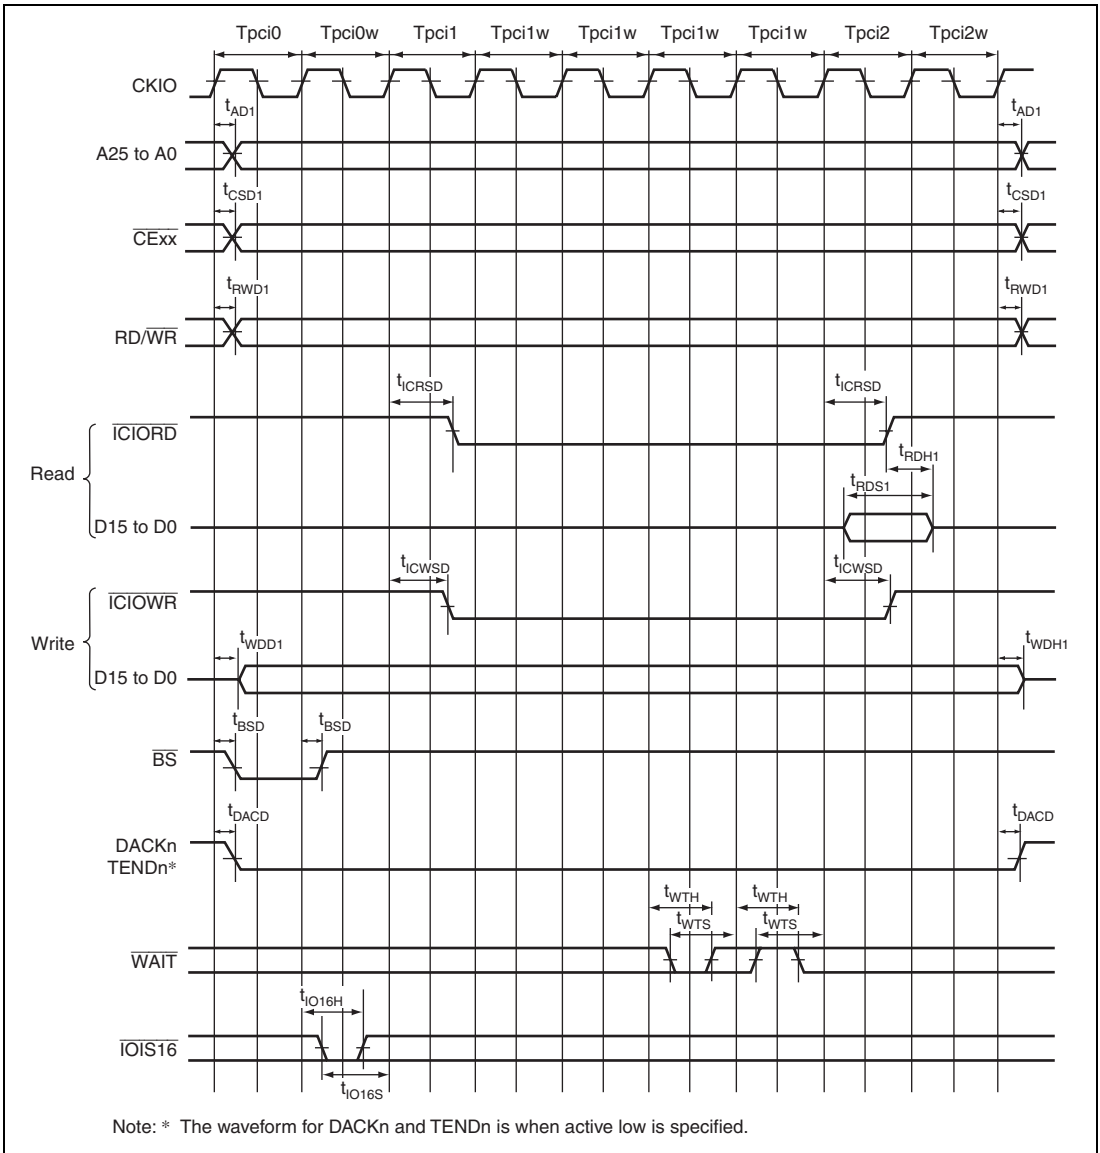 Tpci0 Tpci0w Tpci1 Tpci1w Tpci1w Tpci1w Tpci1w Tpci2 Tpci2w
CKIO
tAD1 tAD1
A25 to A0
tCSD1 tCSD1
CExx
tRWD1 tRWD1
RD/WR
tICRSD tICRSD
ICIORD
tRDH1
Read
tRDS1
D15 to D0
tICWSD tICWSD
ICIOWR
Write
tWDD1 tWDH1
D15 to D0
tBSD tBSD
BS
tDACD tDACD
DACKn
TENDn*
tWTH tWTH
tWTS tWTS
WAIT
tIO16H
IOIS16
tIO16S
Note: * The waveform for DACKn and TENDn is when active low is specified.